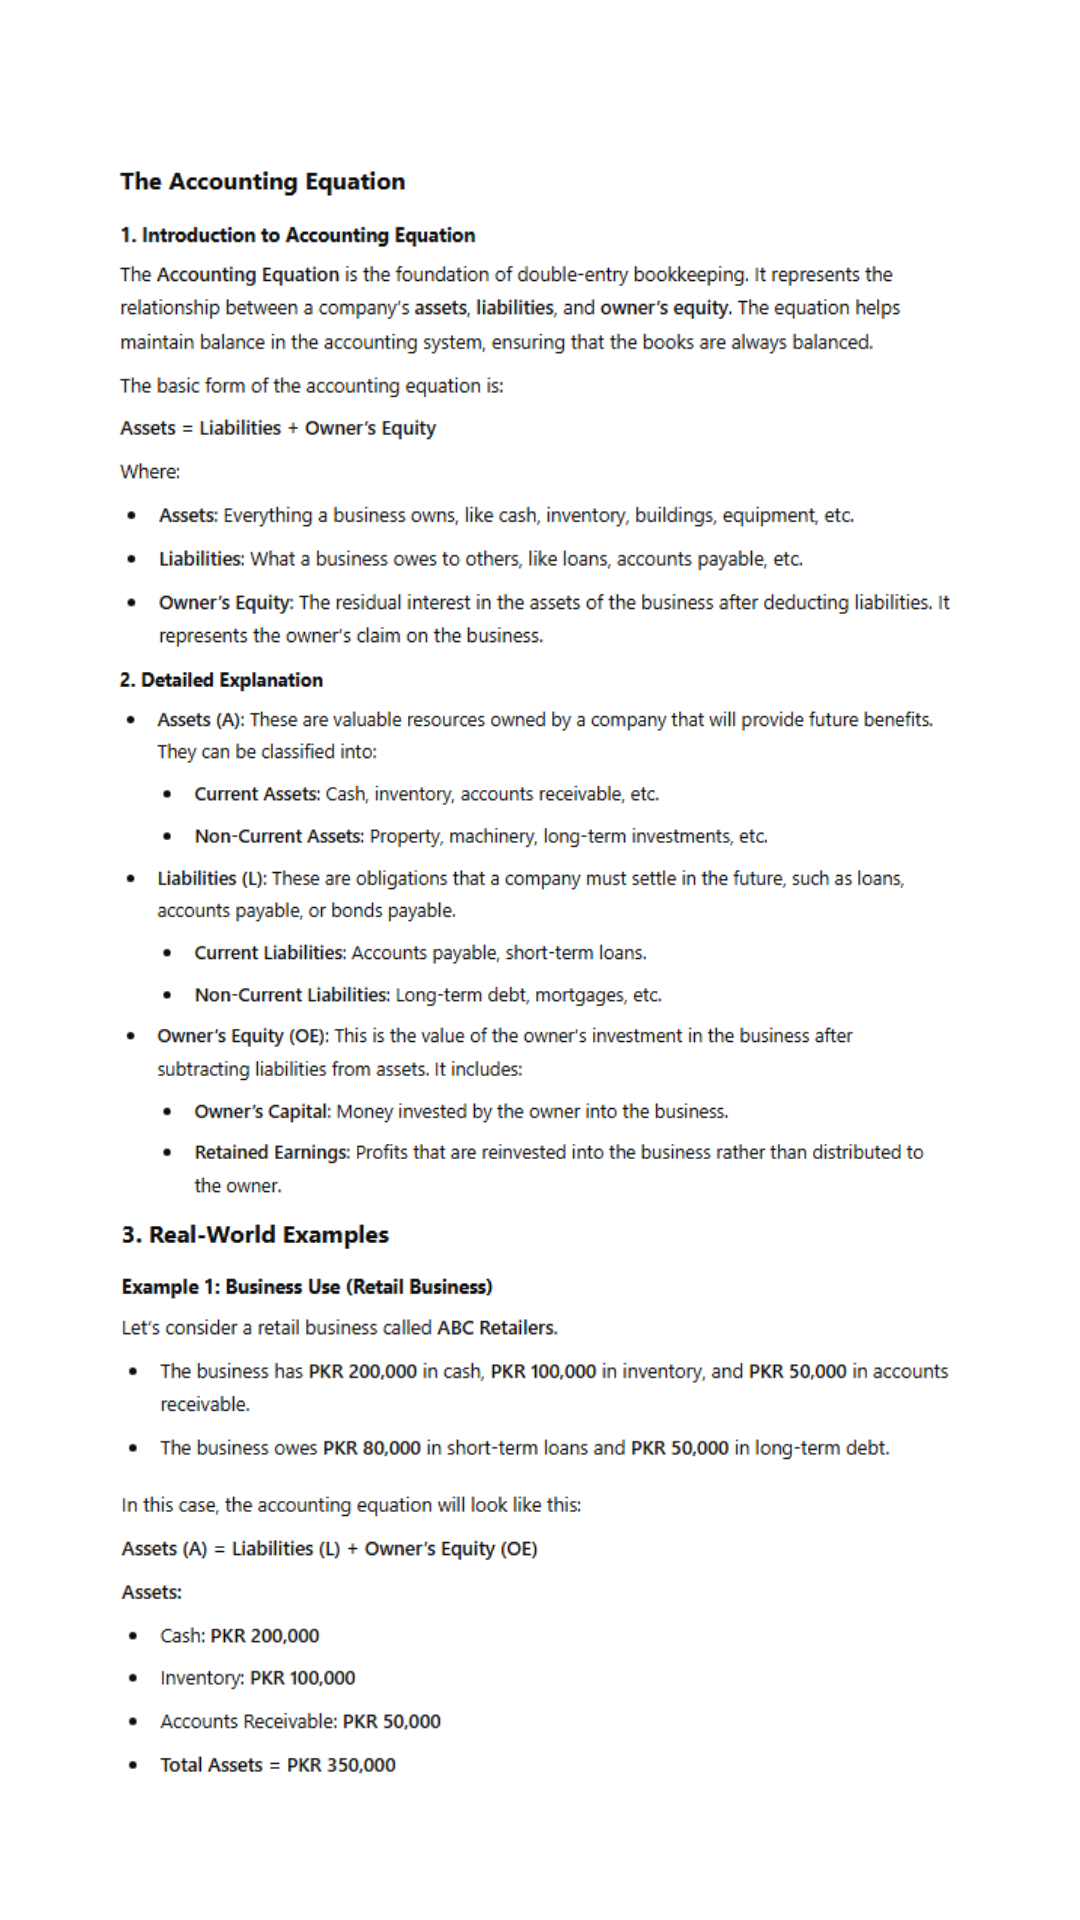 The Accounting Equation
1. Introduction to Accounting Equation
The Accounting Equation is the foundation of double-entry bookkeeping. It represents the
relationship between a company's assets, liabilities, and owner's equity. The equation helps
maintain balance in the accounting system, ensuring that the books are always balanced.
The basic form of the accounting equation is:
Assets = Liabilities + Owner's Equity
Where:
• Assets: Everything a business owns, like cash, inventory, buildings, equipment, etc.
• Liabilities: What a business owes to others, like loans, accounts payable, etc.
• Owner's Equity: The residual interest in the assets of the business after deducting liabilities. It
represents the owner's claim on the business.
2. Detailed Explanation
• Assets (A): These are valuable resources owned by a company that will provide future benefits.
They can be classified into:
• Current Assets: Cash, inventory, accounts receivable, etc.
• Non-Current Assets: Property, machinery, long-term investments, etc.
• Liabilities (L): These are obligations that a company must settle in the future, such as loans,
accounts payable, or bonds payable.
• Current Liabilities: Accounts payable, short-term loans.
• Non-Current Liabilities: Long-term debt, mortgages, etc.
• Owner's Equity (OE): This is the value of the owner's investment in the business after
subtracting liabilities from assets. It includes:
• Owner's Capital: Money invested by the owner into the business.
• Retained Earnings: Profits that are reinvested into the business rather than distributed to
the owner.
3. Real-World Examples
Example 1: Business Use (Retail Business)
Let's consider a retail business called ABC Retailers.
• The business has PKR 200,000 in cash, PKR 100,000 in inventory, and PKR 50,000 in accounts
receivable.
• The business owes PKR 80,000 in short-term loans and PKR 50,000 in long-term debt.
In this case, the accounting equation will look like this:
Assets (A) = Liabilities (L) + Owner's Equity (OE)
Assets:
• Cash: PKR 200,000
• Inventory: PKR 100,000
• Accounts Receivable: PKR 50,000
• Total Assets = PKR 350,000